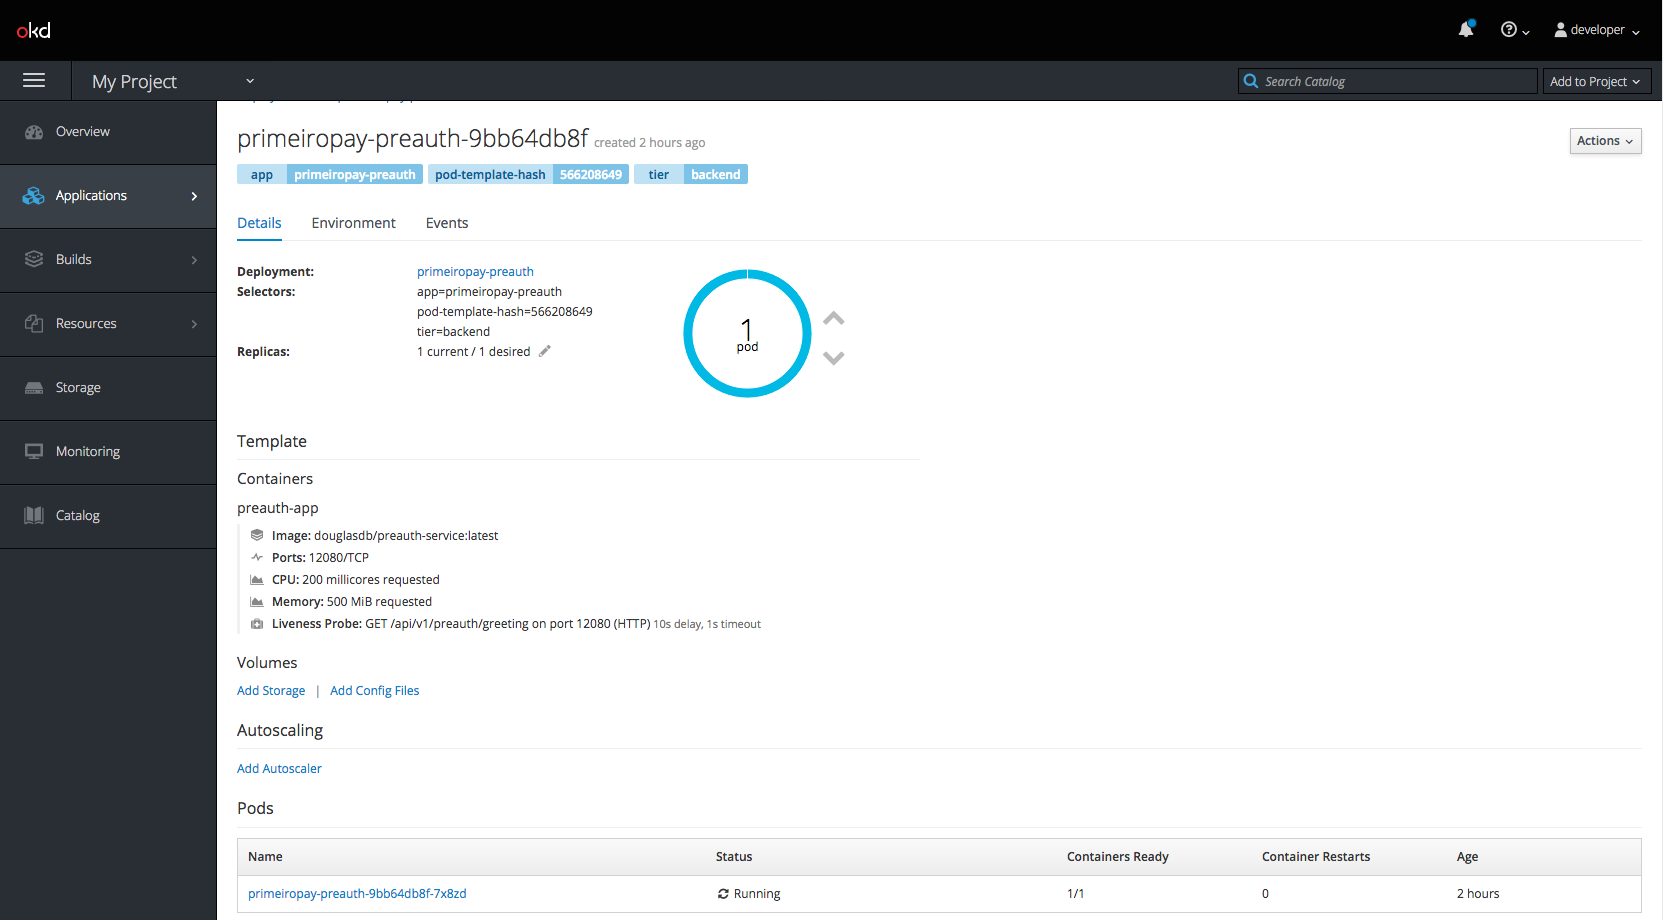 okd
developer
My Project
Search Catalog
Add to Project
Overview
Applications
Builds
Resources
Storage
Monitoring
Catalog
primeiropay-preauth-9bb64db8f created 2 hours ago
Actions
app primeiropay-preauth pod-template-hash 566208649 tier backend
Details Environment Events
Deployment: primeiropay-preauth
Selectors: app=primeiropay-preauth
pod-template-hash=566208649
tier=backend
Replicas: 1 current / 1 desired
1
pod
Template
Containers
preauth-app
Image: douglasdb/preauth-service:latest
Ports: 12080/TCP
CPU: 200 millicores requested
Memory: 500 MiB requested
Liveness Probe: GET /api/v1/preauth/greeting on port 12080 (HTTP) 10s delay, 1s timeout
Volumes
Add Storage | Add Config Files
Autoscaling
Add Autoscaler
Pods
Name Status Containers Ready Container Restarts Age
primeiropay-preauth-9bb64db8f-7x8zd Running 1/1 0 2 hours